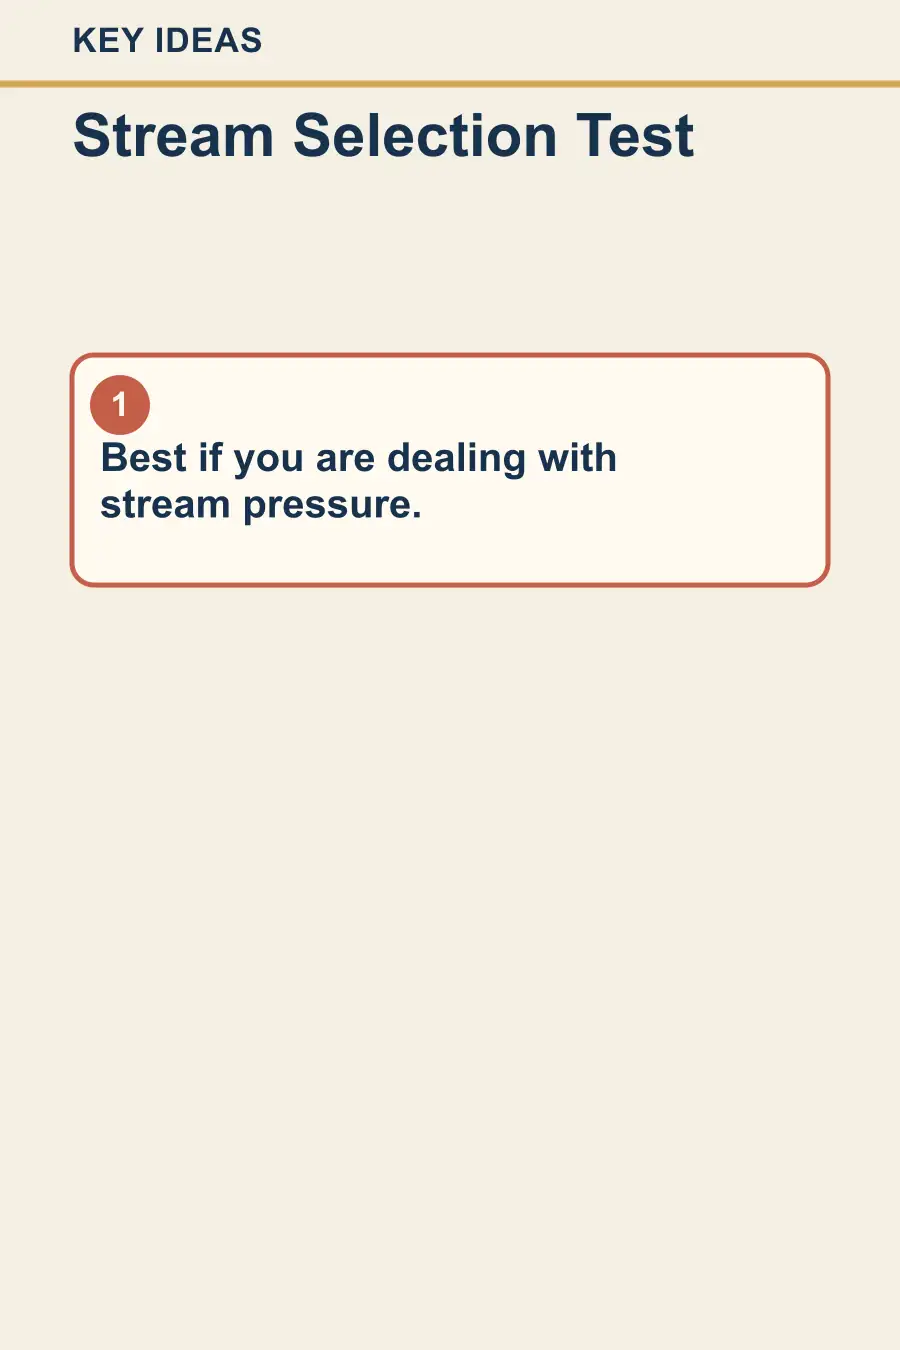 KEY IDEAS
Stream Selection Test
1
Best if you are dealing with
stream pressure.